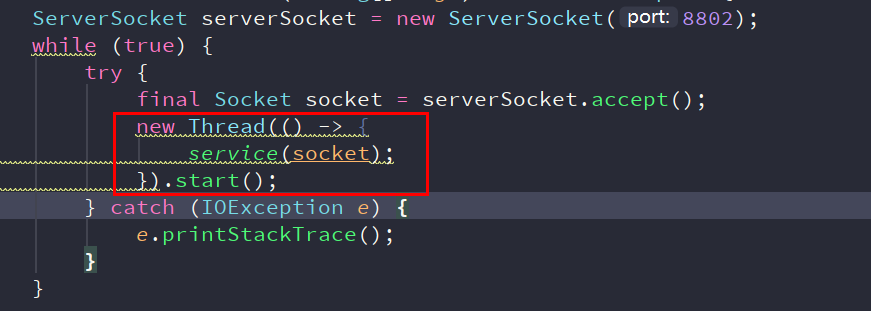 ServerSocket serverSocket = new ServerSocket( port: 8802);
while (true) {
try {
final Socket socket = serverSocket.accept();
new Thread(() -> {
service(socket);
}).start();
} catch (IOException e) {
e.printStackTrace();
}
}